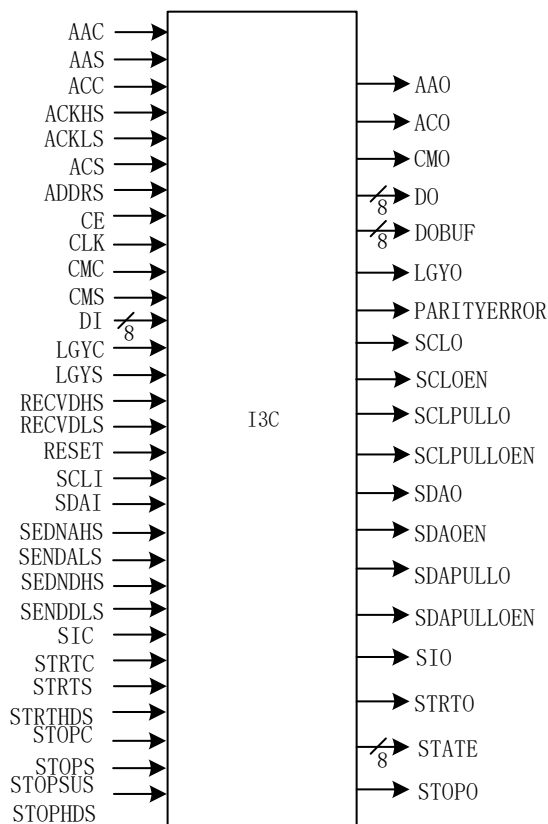 AAC
AAS
ACC
ACKHS
ACKLS
ACS
ADDRS
CE
CLK
CMC
CMS
DI
8
LGYC
LGYS
RECVDHS
RECVDLS
RESET
SCLI
SDAI
SEDNAHS
SENDALS
SEDNDHS
SENDDLS
SIC
STRTC
STRTS
STRTHDS
STOPC
STOPS
STOPSUS
STOPHDS
I3C
AAO
ACO
CMO
DO
8
DOBUF
8
LGYO
PARITYERROR
SCLO
SCLOEN
SCLPULLO
SCLPULLOEN
SDAO
SDAOEN
SDAPULLO
SDAPULLOEN
SIO
STRTO
STATE
8
STOPO